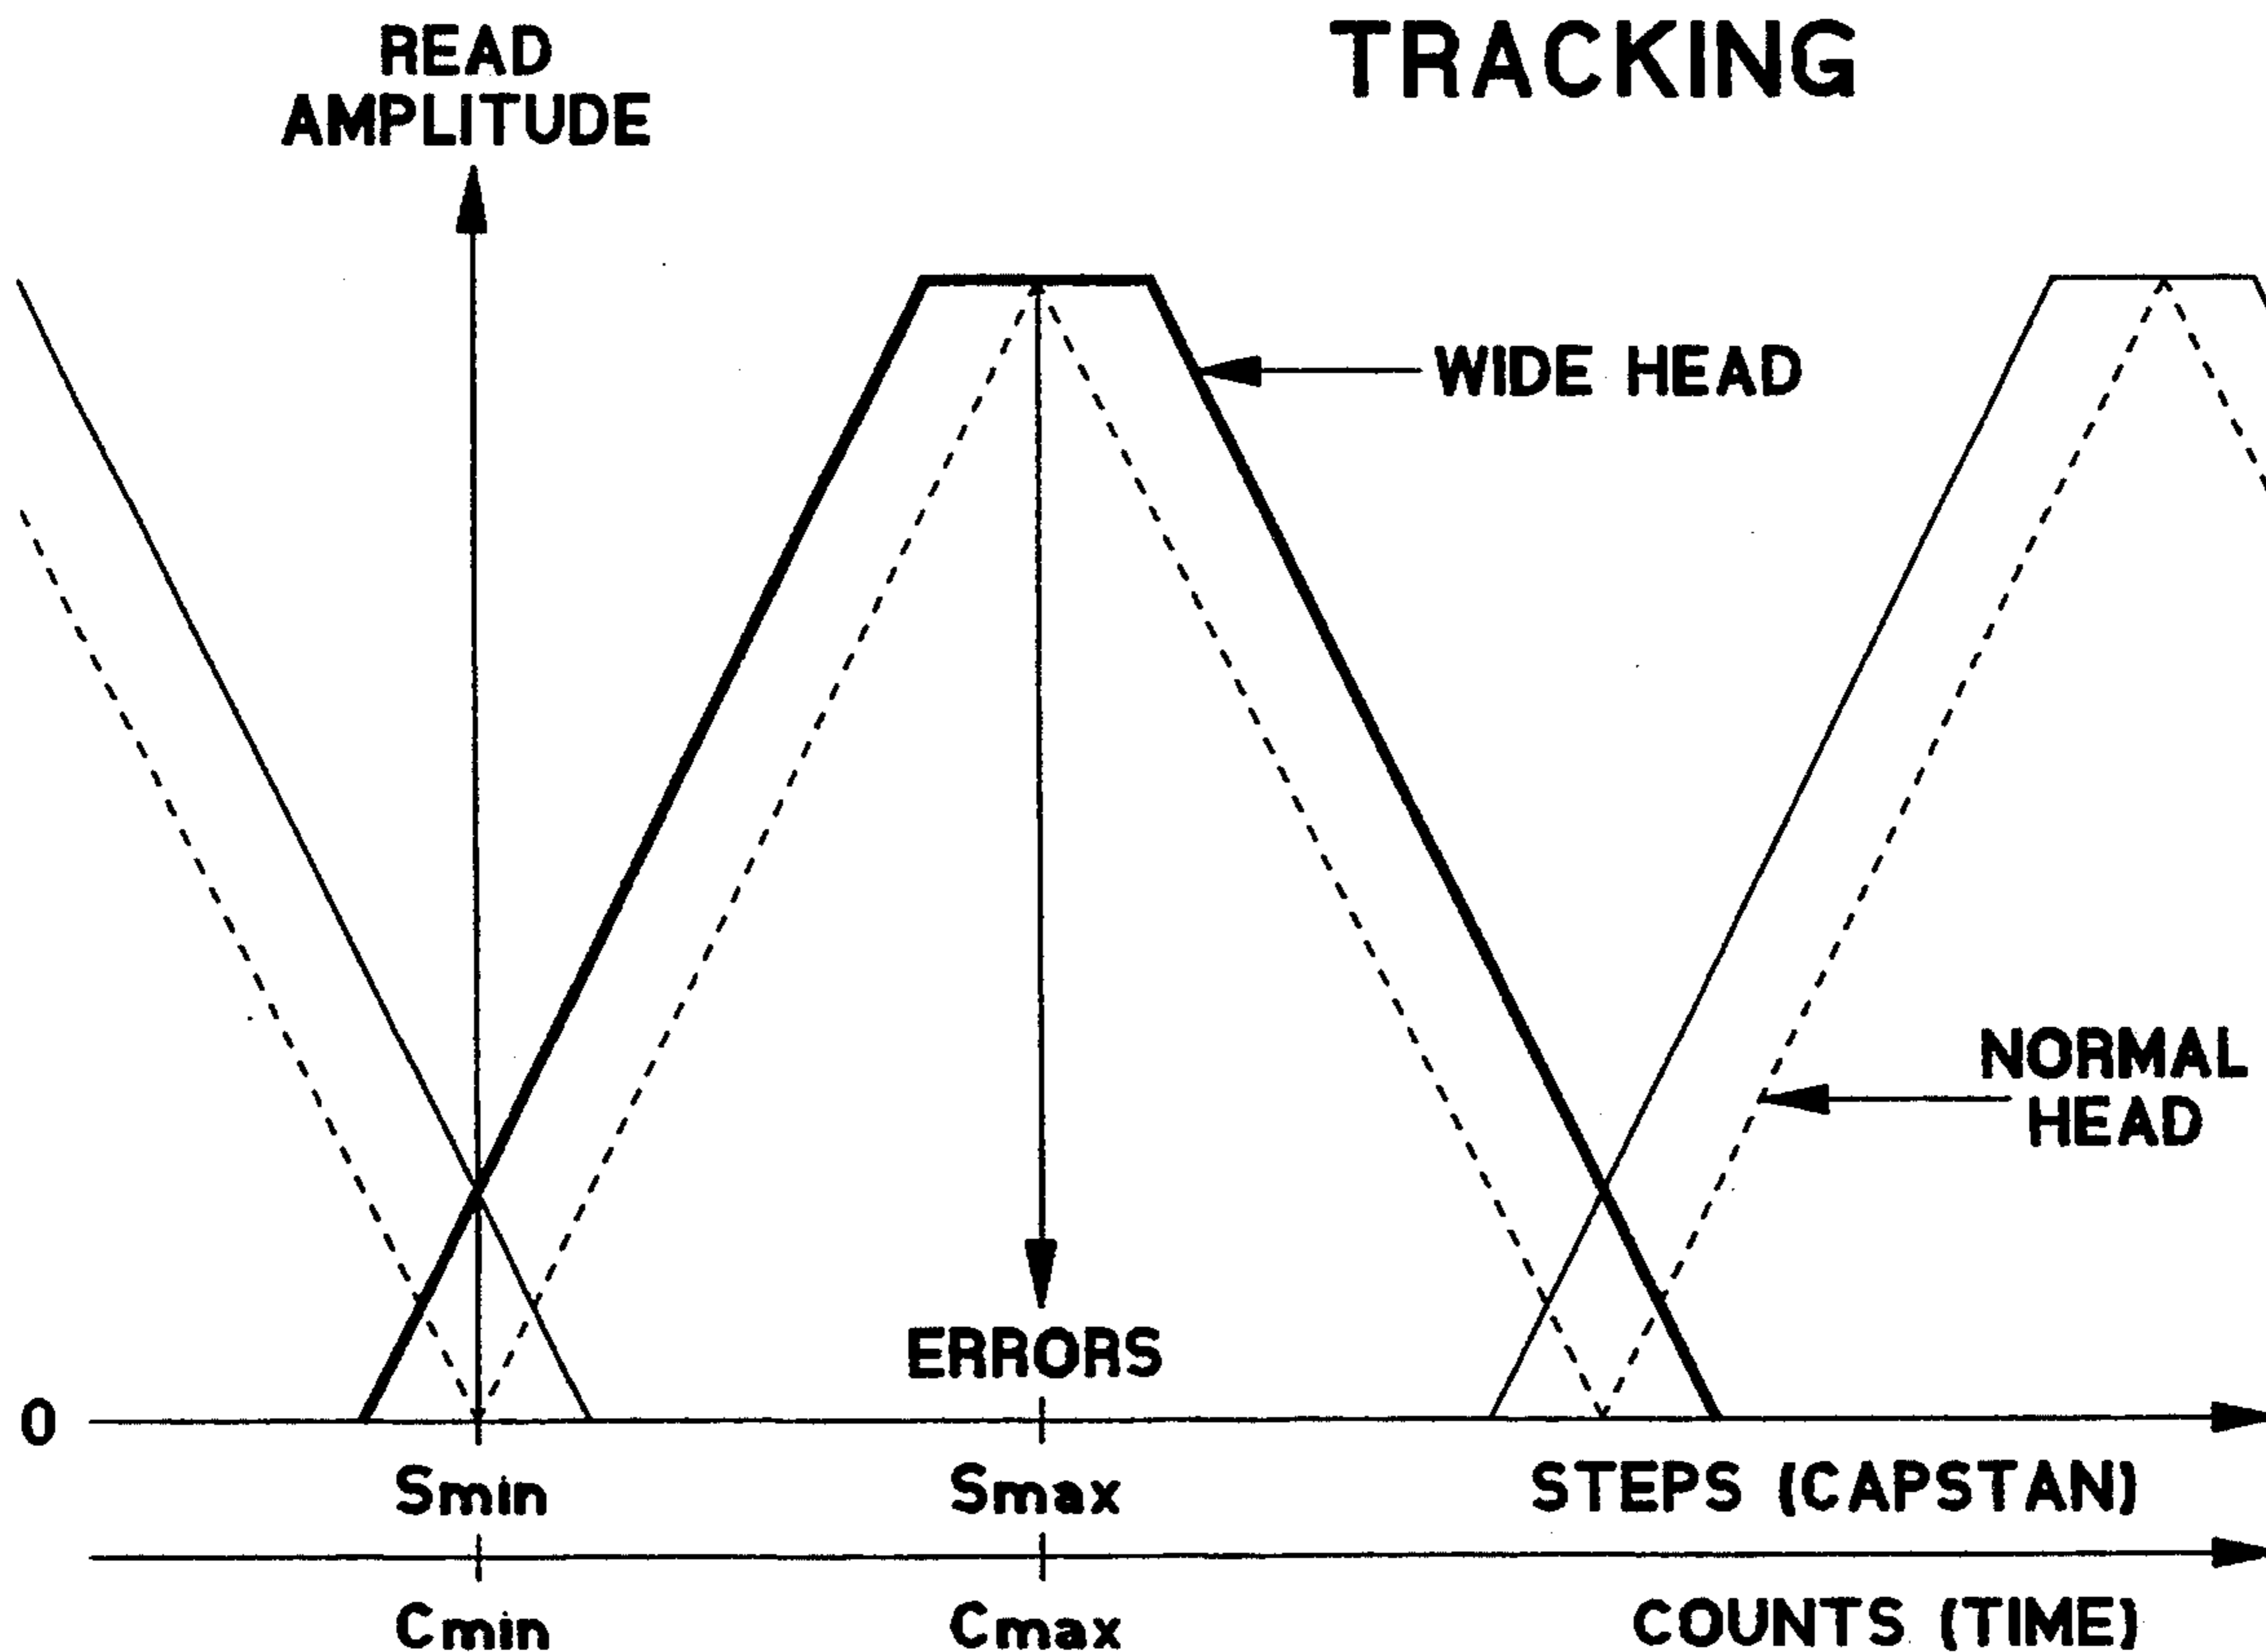 TRACKING
READ
AMPLITUDE
WIDE HEAD
NORMAL
HEAD
ERRORS
0
Smin
Smax
STEPS (CAPSTAN)
Cmin
Cmax
COUNTS (TIME)